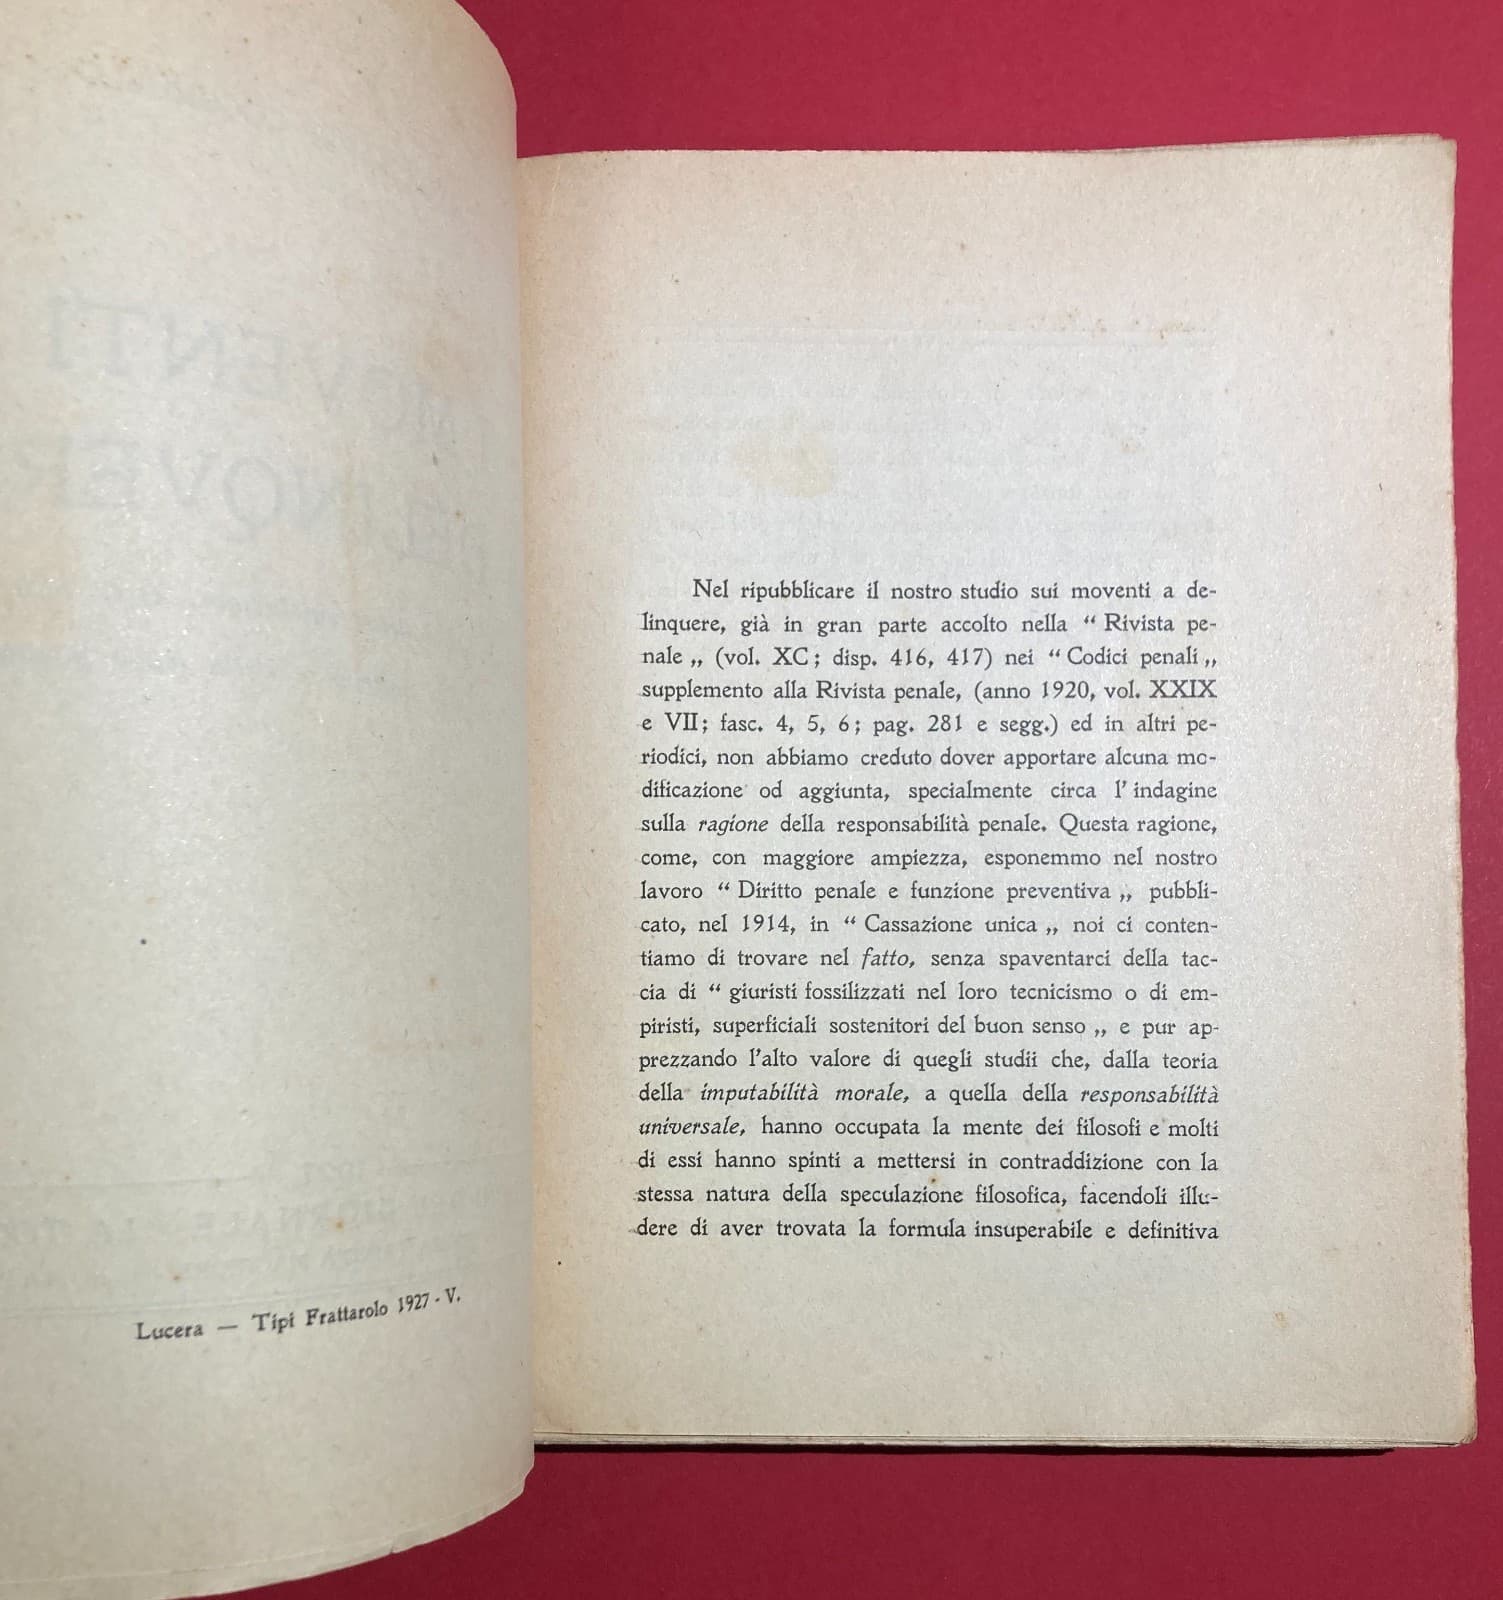 Lucera — Tipi Frattarolo 1927 - V.
Nel ripubblicare il nostro studio sui moventi a de-
linquere, già in gran parte accolto nella “ Rivista pe-
nale „ (vol. XC; disp. 416, 417) nei “ Codici penali „
supplemento alla Rivista penale, (anno 1920, vol. XXIX
e VII; fasc. 4, 5, 6; pag. 281 e segg.) ed in altri pe-
riodici, non abbiamo creduto dover apportare alcuna mo-
dificazione od aggiunta, specialmente circa l' indagine
sulla ragione della responsabilità penale. Questa ragione,
come, con maggiore ampiezza, esponemmo nel nostro
lavoro “ Diritto penale e funzione preventiva „ pubbli-
cato, nel 1914, in “ Cassazione unica „ noi ci conten-
tiamo di trovare nel fatto, senza spaventarci della tac-
cia di “ giuristi fossilizzati nel loro tecnicismo o di em-
piristi, superficiali sostenitori del buon senso „ e pur ap-
prezzando l'alto valore di quegli studii che, dalla teoria
della imputabilità morale, a quella della responsabilità
universale, hanno occupata la mente dei filosofi e molti
di essi hanno spinti a mettersi in contraddizione con la
stessa natura della speculazione filosofica, facendoli illu-
dere di aver trovata la formula insuperabile e definitiva